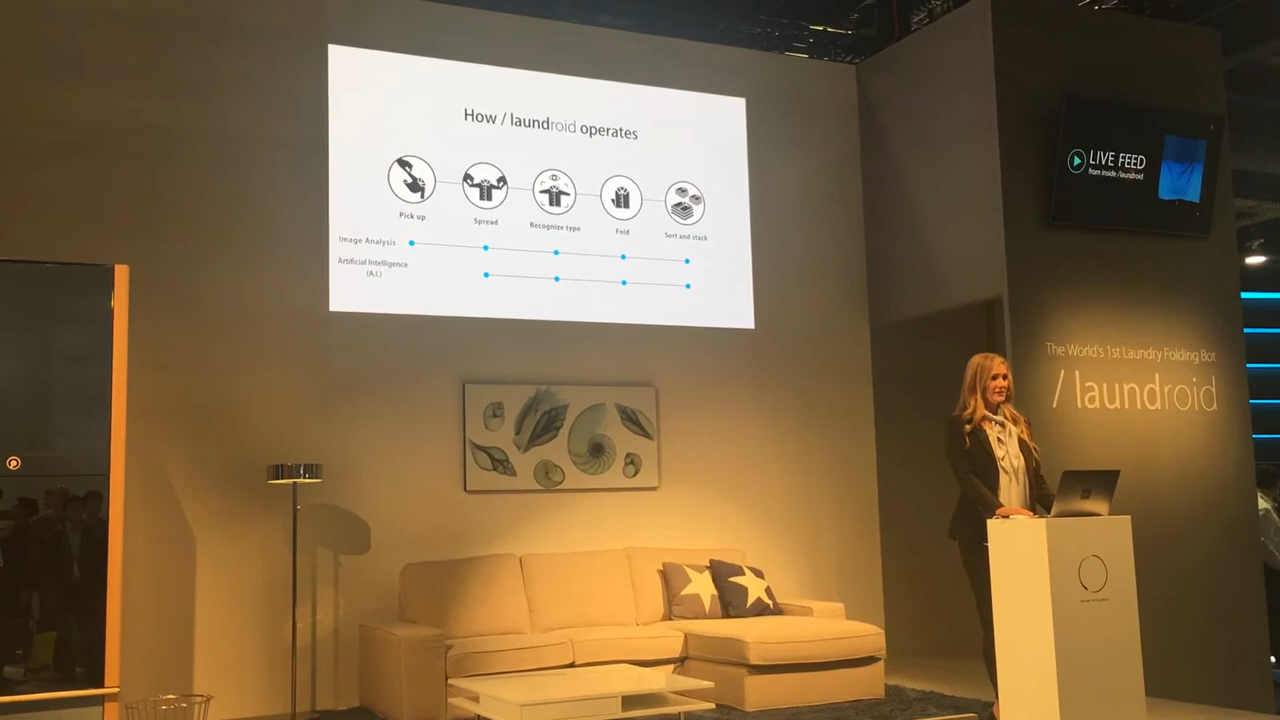 How / laundroid operates
Pick up
Spread
Recognize type
Fold
Sort and stack
Image Analysis
Artificial Intelligence
(A.I.)
LIVE FEED
from inside /laundroid
The World's 1st Laundry Folding Bot
/ laundroid